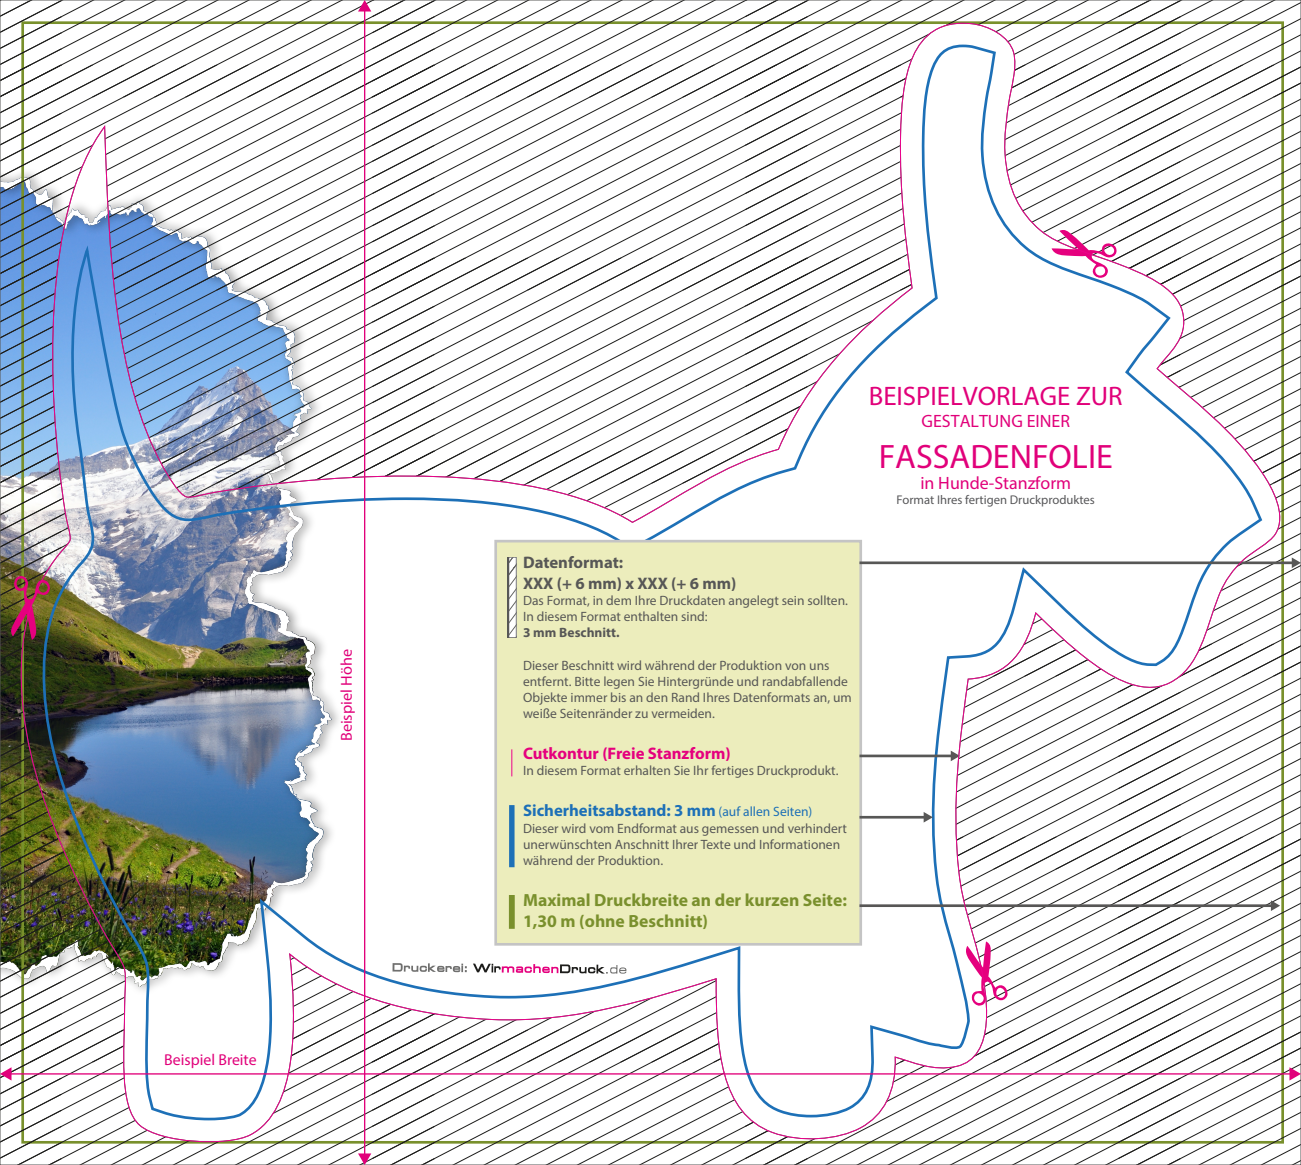 BEISPIELVORLAGE ZUR
GESTALTUNG EINER
FASSADENFOLIE
in Hunde-Stanzform
Format Ihres fertigen Druckproduktes
Datenformat:
XXX (+ 6 mm) x XXX (+ 6 mm)
Das Format, in dem Ihre Druckdaten angelegt sein sollten.
In diesem Format enthalten sind:
3 mm Beschnitt.
Dieser Beschnitt wird während der Produktion von uns
entfernt. Bitte legen Sie Hintergründe und randabfallende
Objekte immer bis an den Rand Ihres Datenformats an, um
weiße Seitenränder zu vermeiden.
Cutkontur (Freie Stanzform)
In diesem Format erhalten Sie Ihr fertiges Druckprodukt.
Sicherheitsabstand: 3 mm (auf allen Seiten)
Dieser wird vom Endformat aus gemessen und verhindert
unerwünschten Anschnitt Ihrer Texte und Informationen
während der Produktion.
Maximal Druckbreite an der kurzen Seite:
1,30 m (ohne Beschnitt)
Beispiel Höhe
Druckerei: WirmachenDruck.de
Beispiel Breite